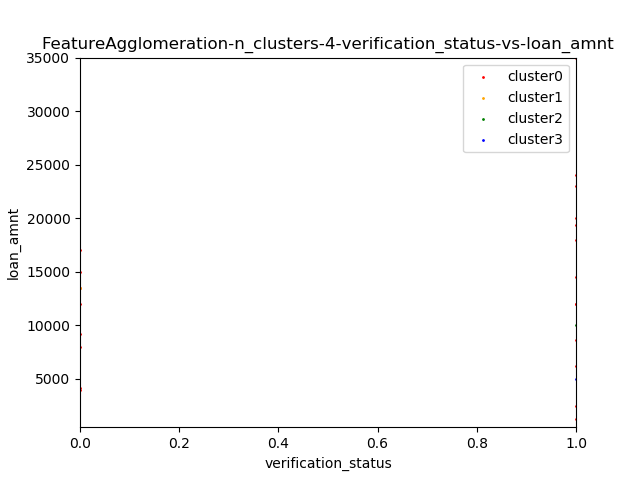 FeatureAgglomeration-n_clusters-4-verification_status-vs-loan_amnt
35000
30000
25000
20000
15000
10000
5000
loan_amnt
cluster0
cluster1
cluster2
cluster3
0.0 0.2 0.4 0.6 0.8 1.0
verification_status